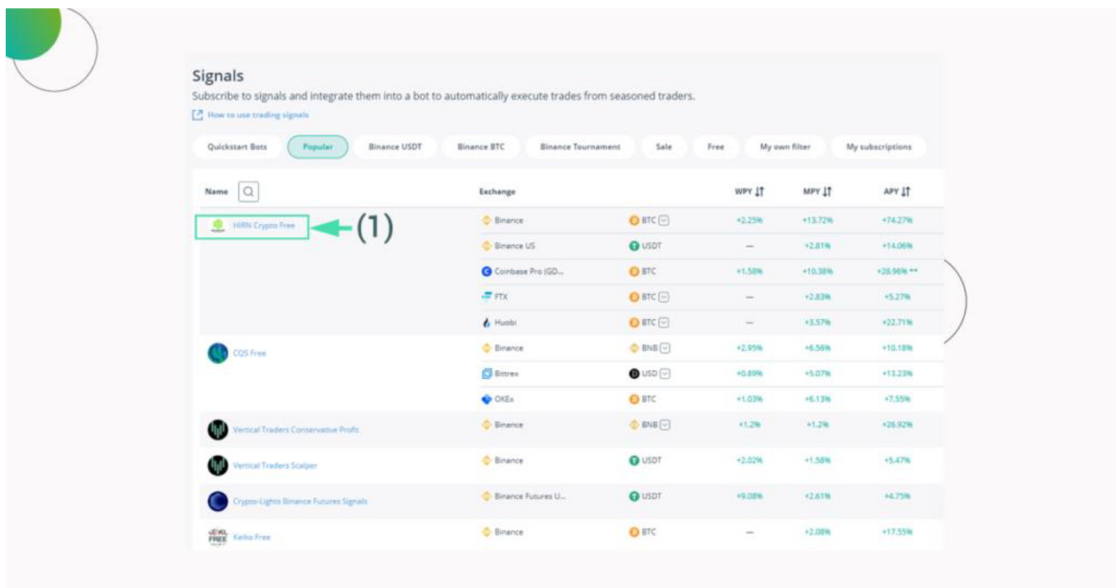 Signals
Subscribe to signals and integrate them into a bot to automatically execute trades from seasoned traders.
How to use trading signals
Quickstart Bots Popular Binance USDT Binance BTC Binance Tournament Sale Free My own filter My subscriptions
Name Exchange WPY MPY APY
HIRN Crypto Free (1) Binance BTC +2.25% +13.72% +74.27%
Binance US USDT — +2.81% +14.06%
Coinbase Pro (GD... BTC +1.58% +10.38% +26.96% **
FTX BTC — +2.83% +5.27%
Huobi BTC — +3.57% +22.71%
CQS Free Binance BNB +2.95% +6.56% +10.18%
Bittrex USD +0.89% +5.07% +13.23%
OKEx BTC +1.03% +6.13% +7.55%
Vertical Traders Conservative Profit Binance BNB +1.2% +1.2% +26.92%
Vertical Traders Scalper Binance USDT +2.02% +1.58% +5.47%
Crypto-Lights Binance Futures Signals Binance Futures U... USDT +9.08% +2.61% +4.75%
FREE Keiko Free Binance BTC — +2.08% +17.55%